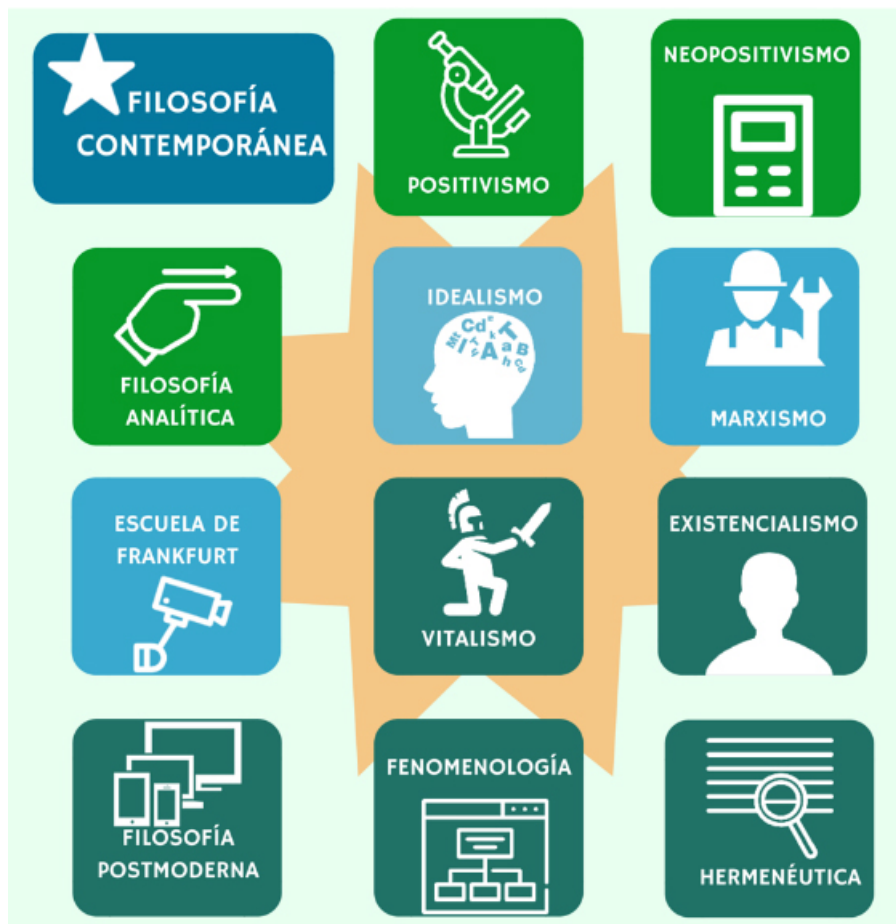 FILOSOFÍA
CONTEMPORÁNEA
POSITIVISMO
NEOPOSITIVISMO
FILOSOFÍA
ANALÍTICA
IDEALISMO
MARXISMO
ESCUELA DE
FRANKFURT
VITALISMO
EXISTENCIALISMO
FILOSOFÍA
POSTMODERNA
FENOMENOLOGÍA
HERMENÉUTICA